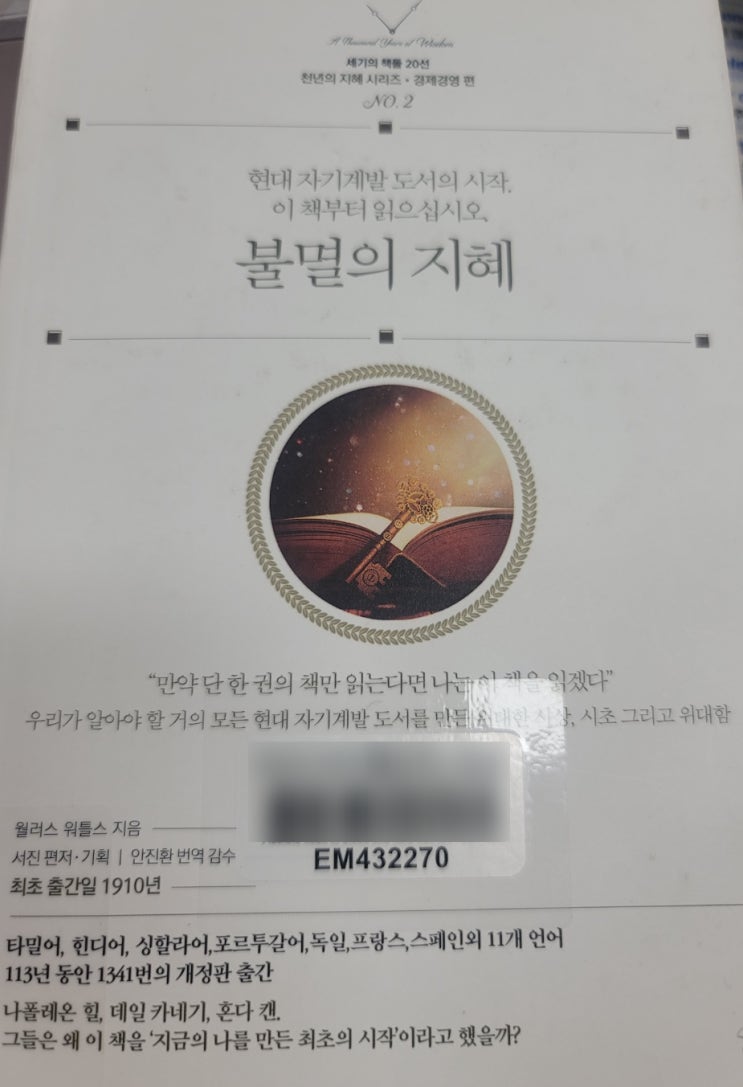 A Thousand Years of Wisdom
세기의 책들 20선
천년의 지혜 시리즈 · 경제경영 편
NO. 2
현대 자기계발 도서의 시작.
이 책부터 읽으십시오.
불멸의 지혜
“만약 단 한 권의 책만 읽는다면 나는 이 책을 읽겠다”
우리가 알아야 할 거의 모든 현대 자기계발 도서를 만든 위대한 사상, 시초 그리고 위대함
EM432270
월러스 워틀스 지음
서진 편저·기획 | 안진환 번역 감수
최초 출간일 1910년
타밀어, 힌디어, 싱할라어,포르투갈어,독일,프랑스,스페인외 11개 언어
113년 동안 1341번의 개정판 출간
나폴레온 힐, 데일 카네기, 혼다 캔.
그들은 왜 이 책을 ‘지금의 나를 만든 최초의 시작’이라고 했을까?